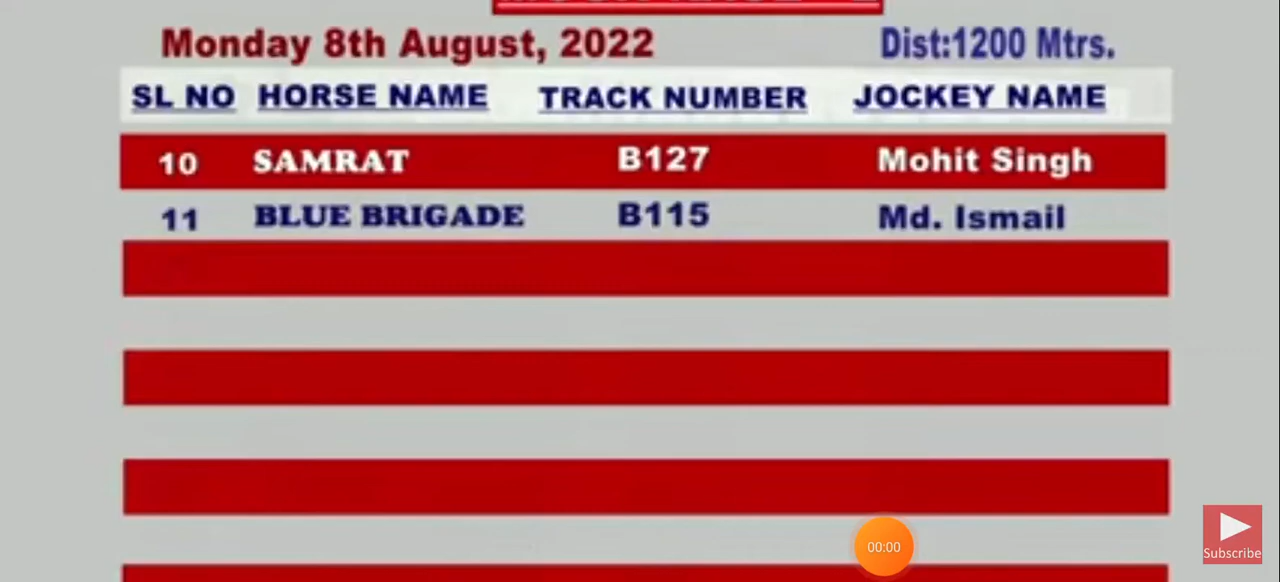 Monday 8th August, 2022 Dist:1200 Mtrs.
SL NO HORSE NAME TRACK NUMBER JOCKEY NAME
10 SAMRAT B127 Mohit Singh
11 BLUE BRIGADE B115 Md. Ismail
00:00
Subscribe